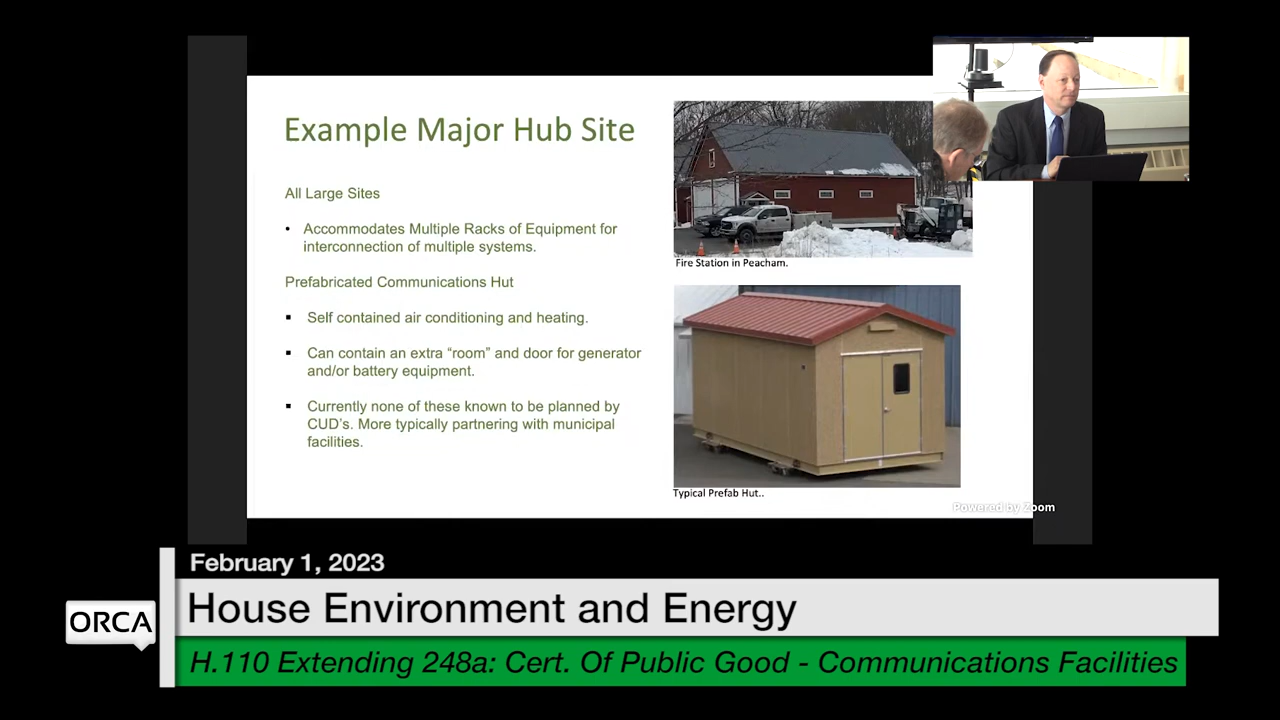 Example Major Hub Site
All Large Sites
• Accommodates Multiple Racks of Equipment for
interconnection of multiple systems.
Prefabricated Communications Hut
▪ Self contained air conditioning and heating.
▪ Can contain an extra “room” and door for generator
and/or battery equipment.
▪ Currently none of these known to be planned by
CUD’s. More typically partnering with municipal
facilities.
Fire Station in Peacham.
Typical Prefab Hut..
Powered by Zoom
February 1, 2023
House Environment and Energy
ORCA
H.110 Extending 248a: Cert. Of Public Good - Communications Facilities